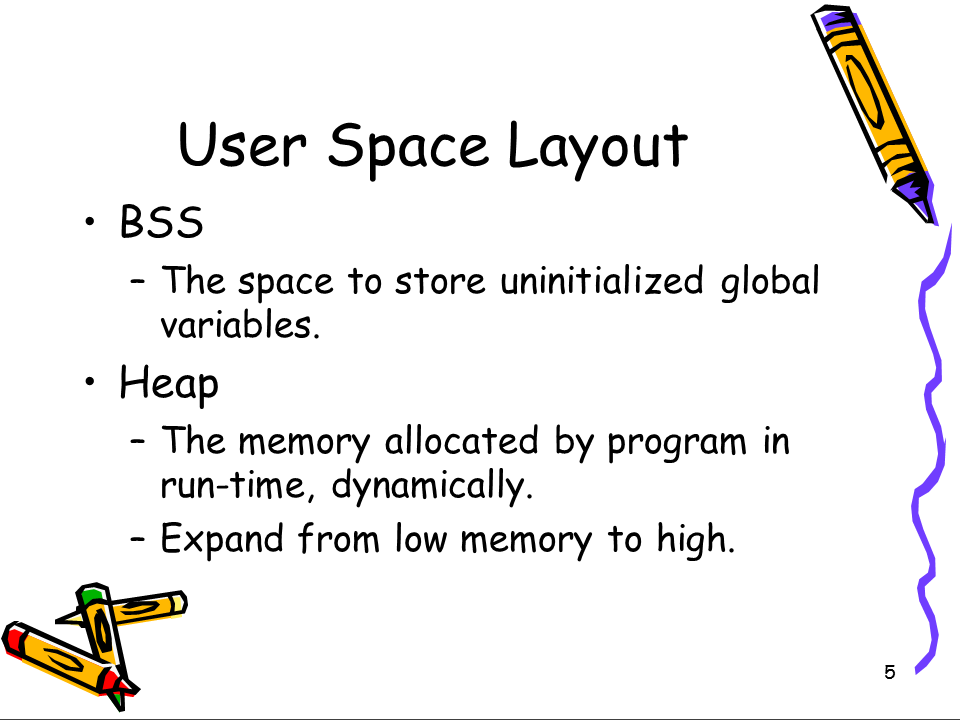 User Space Layout
• BSS
– The space to store uninitialized global
variables.
• Heap
– The memory allocated by program in
run-time, dynamically.
– Expand from low memory to high.
5